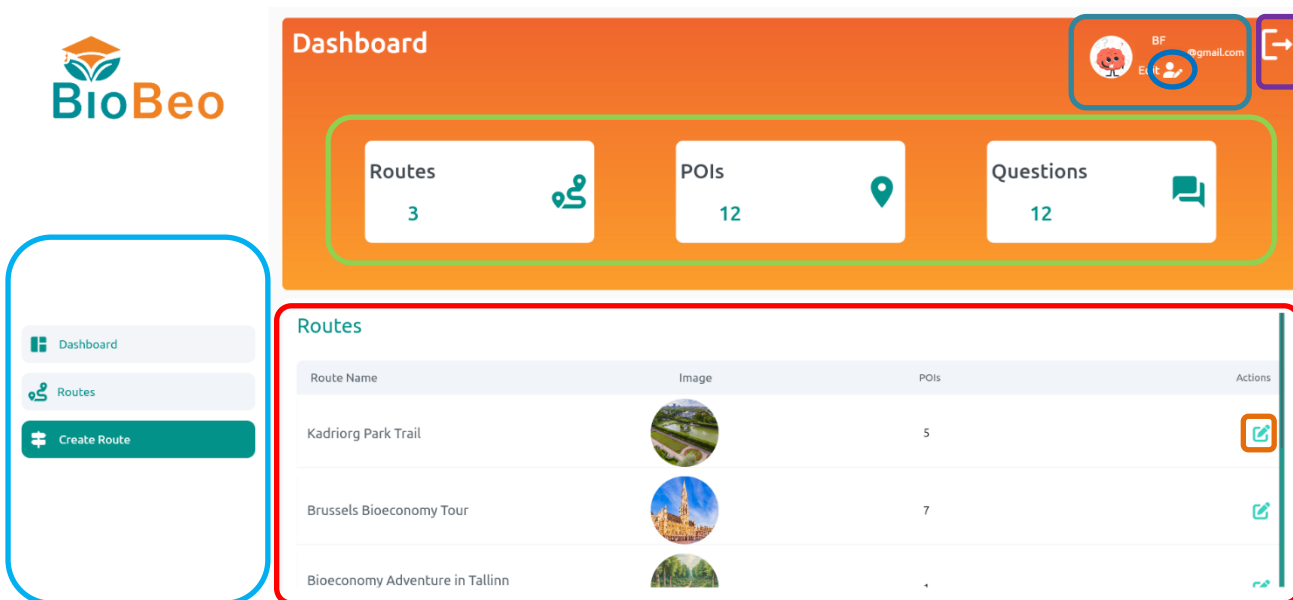 BioBeo
Dashboard
BF
@gmail.com
Edit
Routes
3
POIs
12
Questions
12
Dashboard
Routes
Create Route
Routes
Route Name Image POIs Actions
Kadriorg Park Trail 5
Brussels Bioeconomy Tour 7
Bioeconomy Adventure in Tallinn